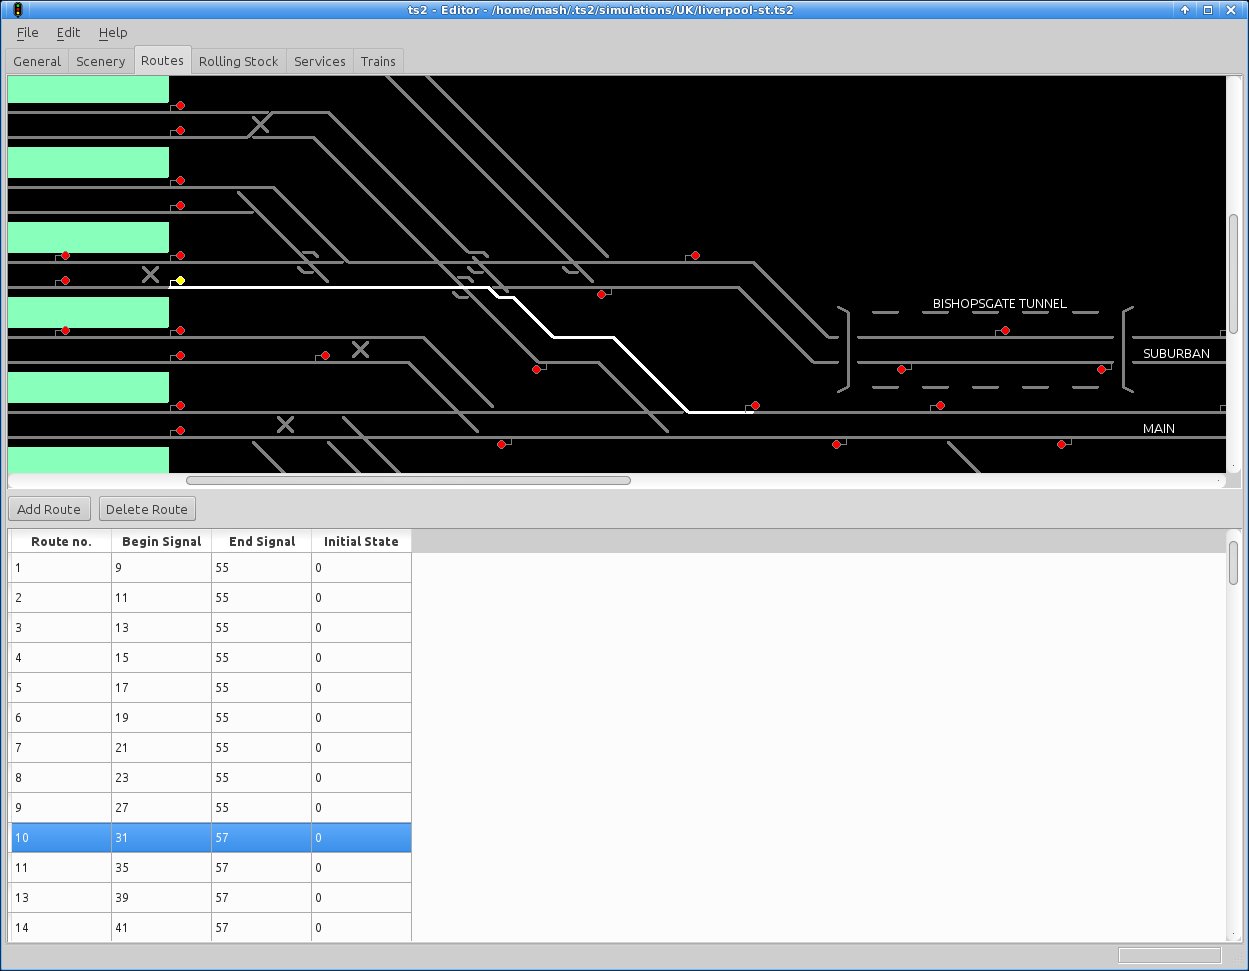 ts2 - Editor - /home/mash/.ts2/simulations/UK/liverpool-st.ts2
File Edit Help
General Scenery Routes Rolling Stock Services Trains
BISHOPSGATE TUNNEL
SUBURBAN
MAIN
Add Route Delete Route
Route no. Begin Signal End Signal Initial State
1 9 55 0
2 11 55 0
3 13 55 0
4 15 55 0
5 17 55 0
6 19 55 0
7 21 55 0
8 23 55 0
9 27 55 0
10 31 57 0
11 35 57 0
13 39 57 0
14 41 57 0